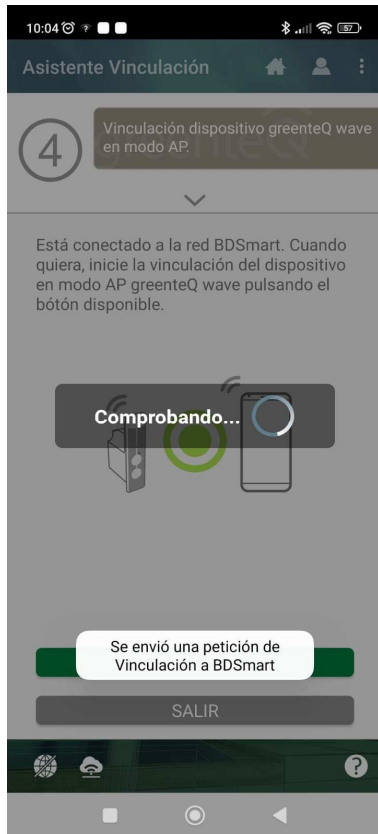 10:04
57
Asistente Vinculación
4
Vinculación dispositivo greenteQ wave
en modo AP.
Está conectado a la red BDSmart. Cuando
quiera, inicie la vinculación del dispositivo
en modo AP greenteQ wave pulsando el
bótón disponible.
Comprobando...
Se envió una petición de
Vinculación a BDSmart
SALIR
?